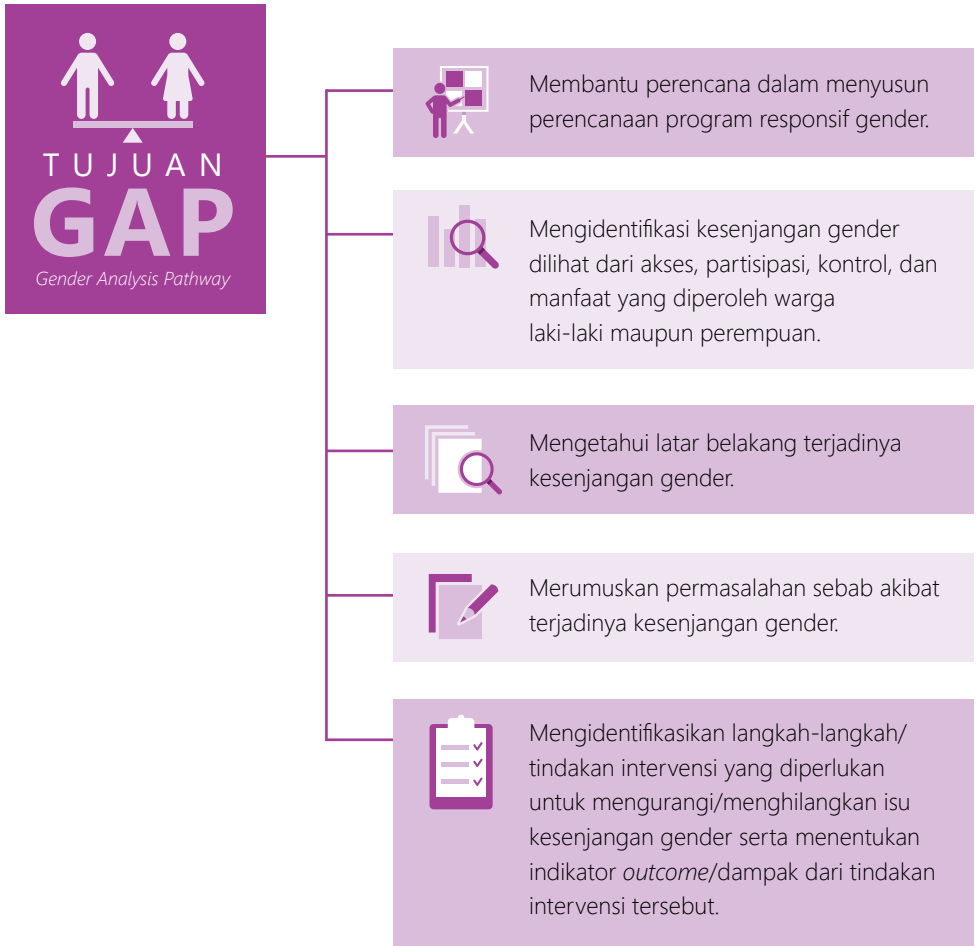 TUJUAN
GAP
Gender Analysis Pathway
Membantu perencana dalam menyusun
perencanaan program responsif gender.
Mengidentifikasi kesenjangan gender
dilihat dari akses, partisipasi, kontrol, dan
manfaat yang diperoleh warga
laki-laki maupun perempuan.
Mengetahui latar belakang terjadinya
kesenjangan gender.
Merumuskan permasalahan sebab akibat
terjadinya kesenjangan gender.
Mengidentifikasikan langkah-langkah/
tindakan intervensi yang diperlukan
untuk mengurangi/menghilangkan isu
kesenjangan gender serta menentukan
indikator outcome/dampak dari tindakan
intervensi tersebut.